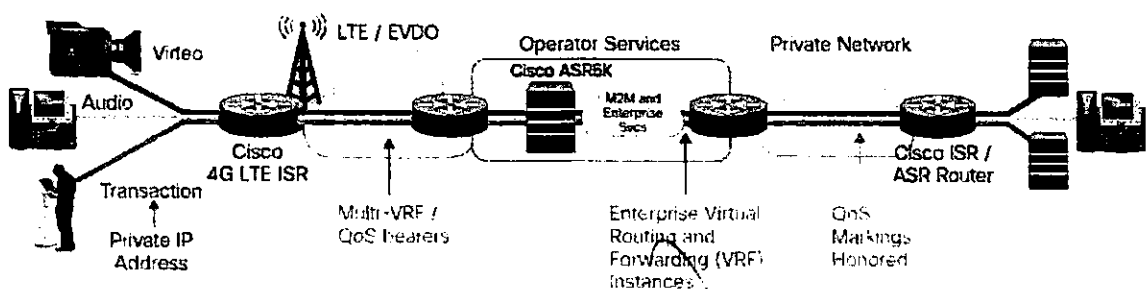 Video
LTE / EVDO
Operator Services
Private Network
Cisco ASR5K
Audio
M2M and
Enterprise
Svcs
Cisco
4G LTE ISR
Cisco ISR /
ASR Router
Transaction
Private IP
Address
Multi-VRF /
QoS bearers
Enterprise Virtual
Routing and
Forwarding (VRF)
Instances
QoS
Markings
Honored